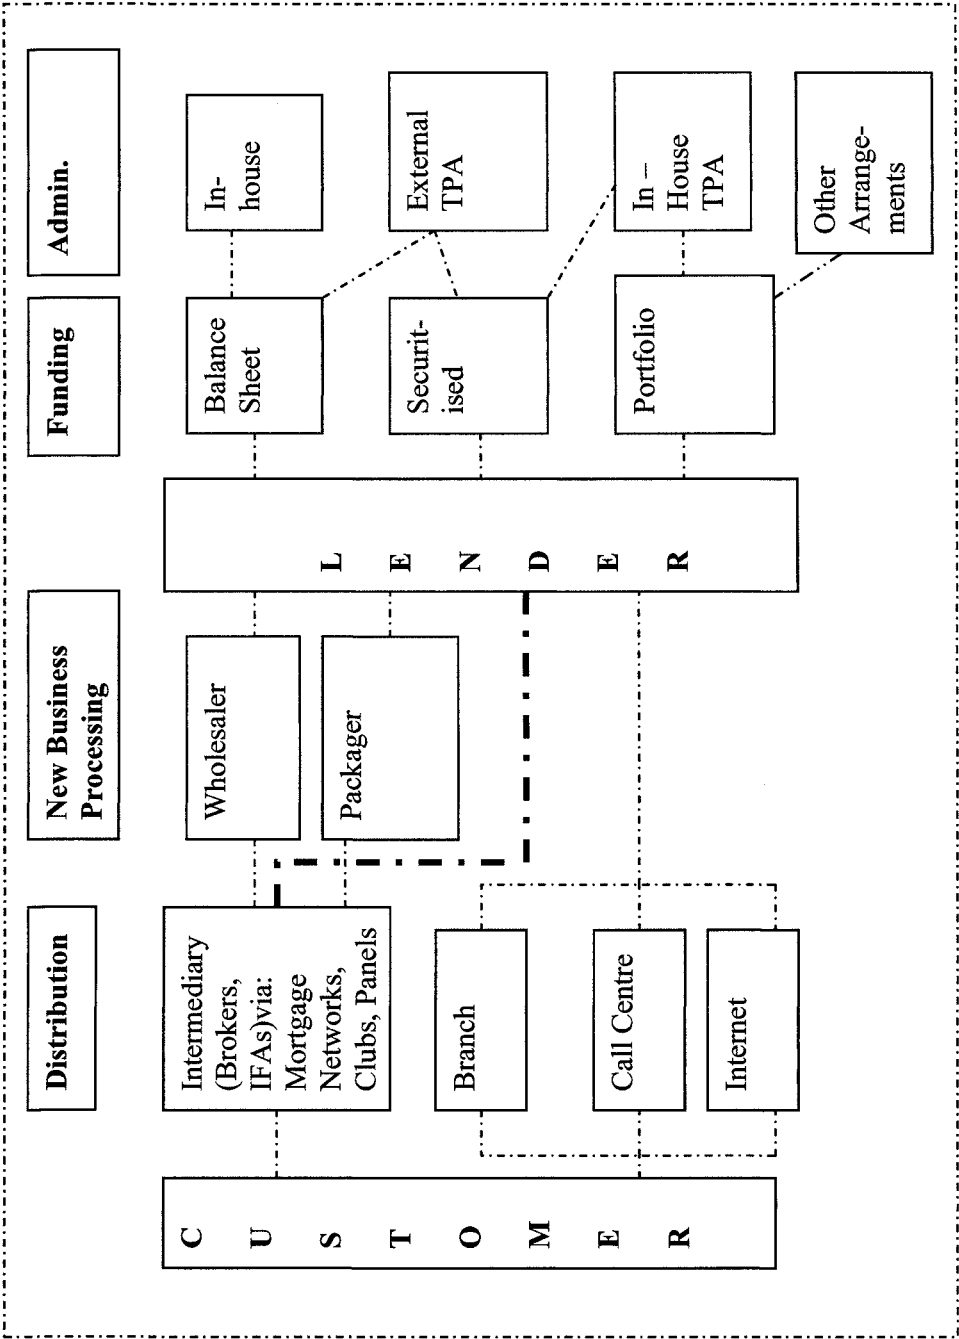 Distribution
New Business
Processing
Funding
Admin.
C
U
S
T
O
M
E
R
Intermediary
(Brokers,
IFAs)via:
Mortgage
Networks,
Clubs, Panels
Branch
Call Centre
Internet
Wholesaler
Packager
L
E
N
D
E
R
Balance
Sheet
Securit-
ised
Portfolio
In-
house
External
TPA
In –
House
TPA
Other
Arrange-
ments